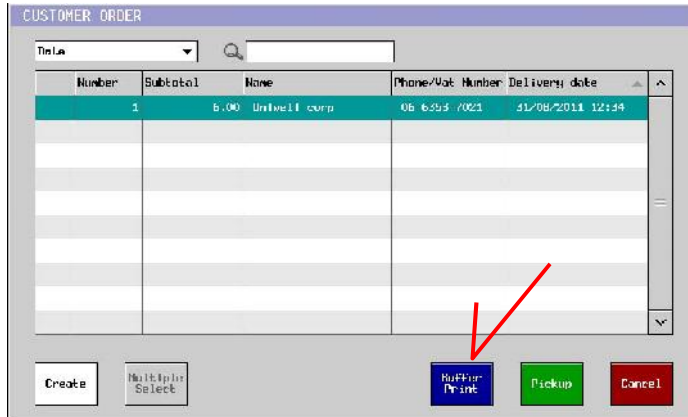 CUSTOMER ORDER
Date
Number Subtotal Name Phone/Vat Number Delivery date
1 6.00 Uniwell corp 06 6353 7021 31/08/2011 12:34
Create
Multiple
Select
Buffer
Print
Pickup
Cancel